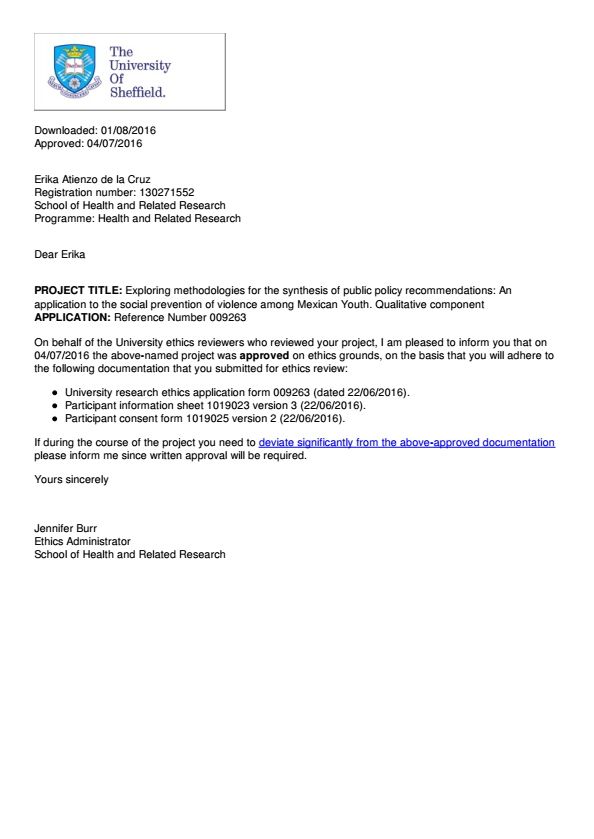 The
University
Of
Sheffield.
Downloaded: 01/08/2016
Approved: 04/07/2016
Erika Atienzo de la Cruz
Registration number: 130271552
School of Health and Related Research
Programme: Health and Related Research
Dear Erika
PROJECT TITLE: Exploring methodologies for the synthesis of public policy recommendations: An
application to the social prevention of violence among Mexican Youth. Qualitative component
APPLICATION: Reference Number 009263
On behalf of the University ethics reviewers who reviewed your project, I am pleased to inform you that on
04/07/2016 the above-named project was approved on ethics grounds, on the basis that you will adhere to
the following documentation that you submitted for ethics review:
● University research ethics application form 009263 (dated 22/06/2016).
● Participant information sheet 1019023 version 3 (22/06/2016).
● Participant consent form 1019025 version 2 (22/06/2016).
If during the course of the project you need to deviate significantly from the above-approved documentation
please inform me since written approval will be required.
Yours sincerely
Jennifer Burr
Ethics Administrator
School of Health and Related Research